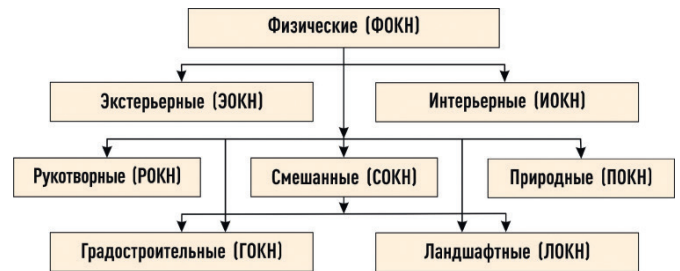 Физические (ФОКН)
Экстерьерные (ЭОКН)
Интерьерные (ИОКН)
Рукотворные (РОКН)
Смешанные (СОКН)
Природные (ПОКН)
Градостроительные (ГОКН)
Ландшафтные (ЛОКН)